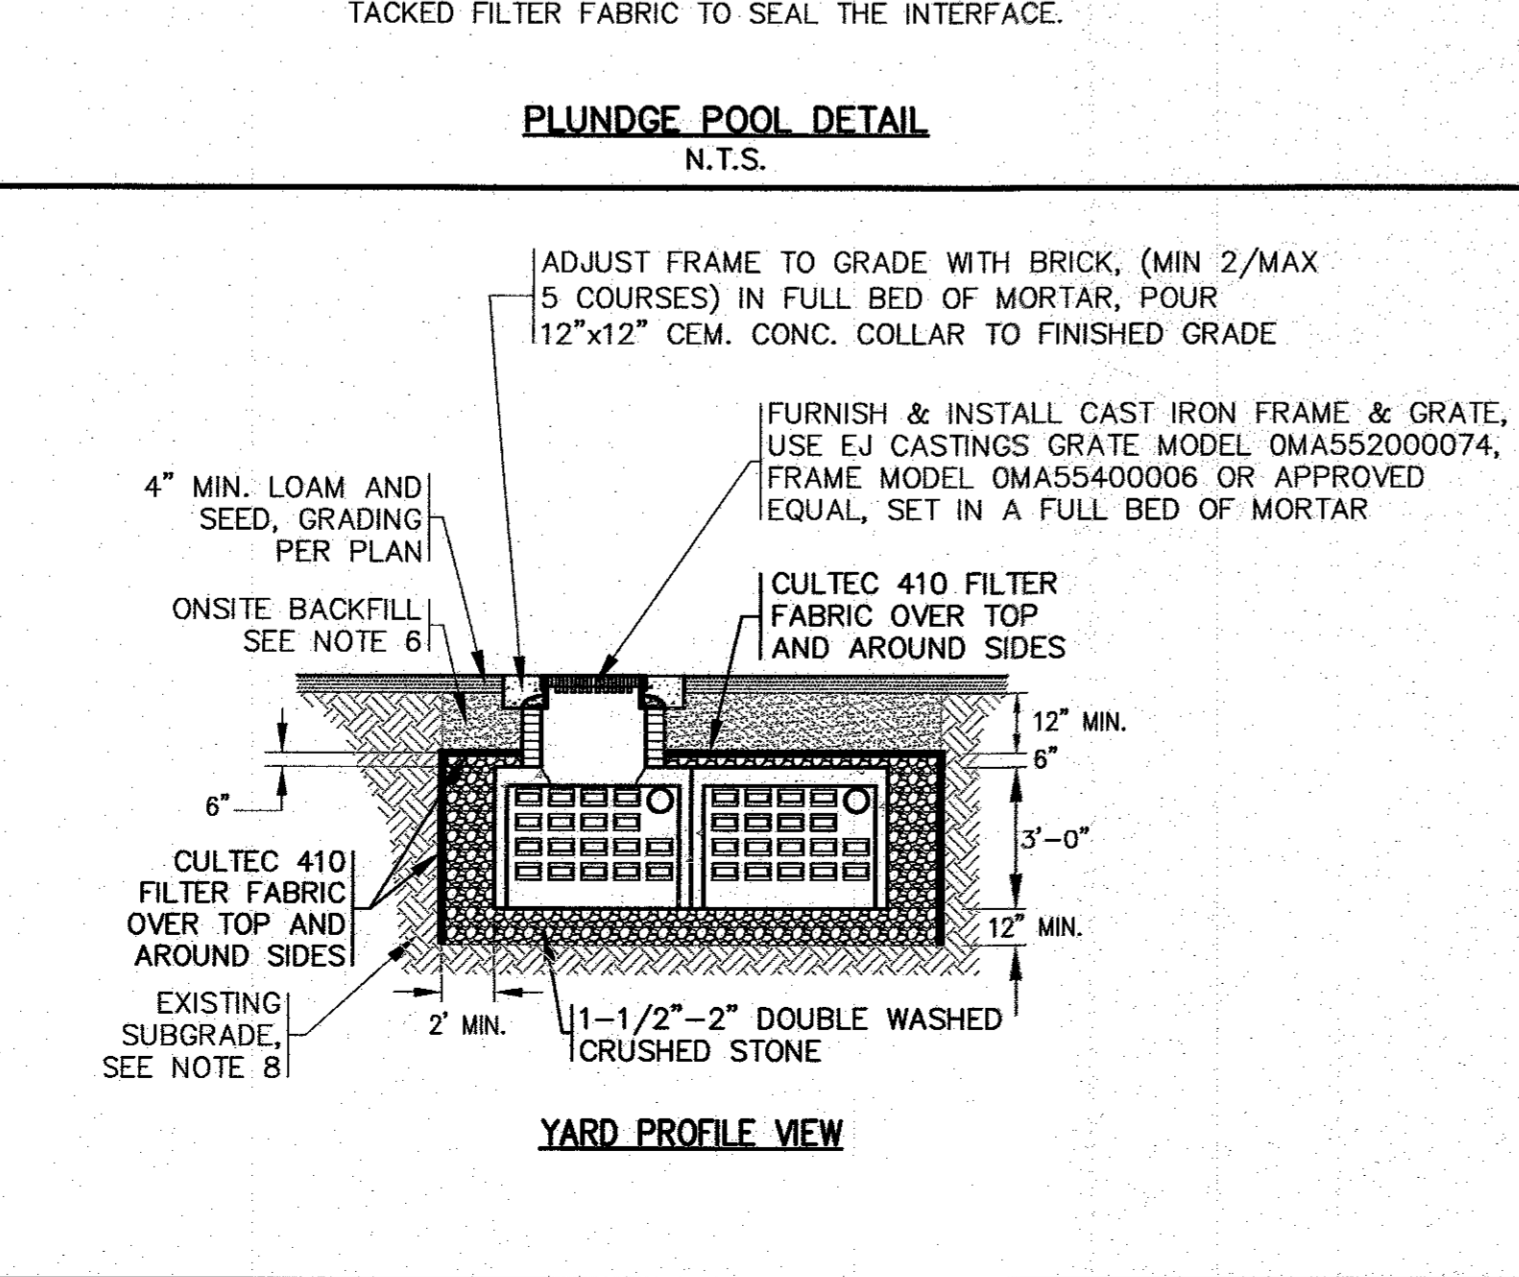 TACKED FILTER FABRIC TO SEAL THE INTERFACE.
PLUNDGE POOL DETAIL
N.T.S.
ADJUST FRAME TO GRADE WITH BRICK, (MIN 2/MAX
5 COURSES) IN FULL BED OF MORTAR, POUR
12"x12" CEM. CONC. COLLAR TO FINISHED GRADE
FURNISH & INSTALL CAST IRON FRAME & GRATE,
USE EJ CASTINGS GRATE MODEL 0MA552000074,
FRAME MODEL 0MA55400006 OR APPROVED
EQUAL, SET IN A FULL BED OF MORTAR
4" MIN. LOAM AND
SEED, GRADING
PER PLAN
CULTEC 410 FILTER
FABRIC OVER TOP
AND AROUND SIDES
ONSITE BACKFILL
SEE NOTE 6
12" MIN.
6"
6"
3'-0"
CULTEC 410
FILTER FABRIC
OVER TOP AND
AROUND SIDES
12" MIN.
EXISTING
SUBGRADE,
SEE NOTE 8
2' MIN.
1-1/2"-2" DOUBLE WASHED
CRUSHED STONE
YARD PROFILE VIEW